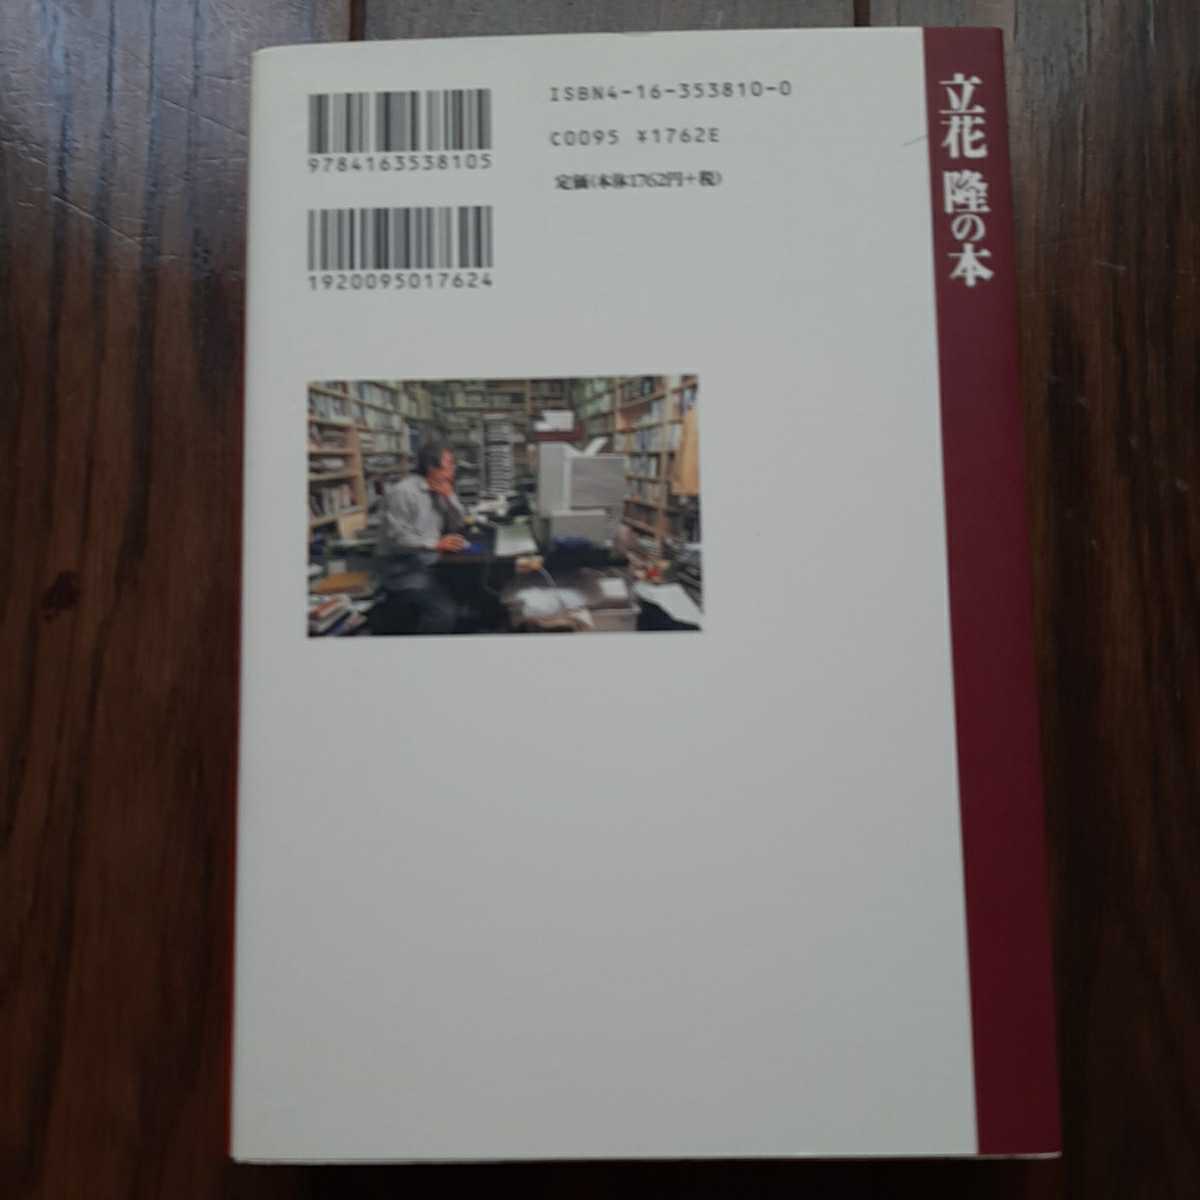 9784163538105
1920095017624
ISBN4-16-353810-0
C0095 ¥1762E
定価(本体1762円+税)
立花 隆の本